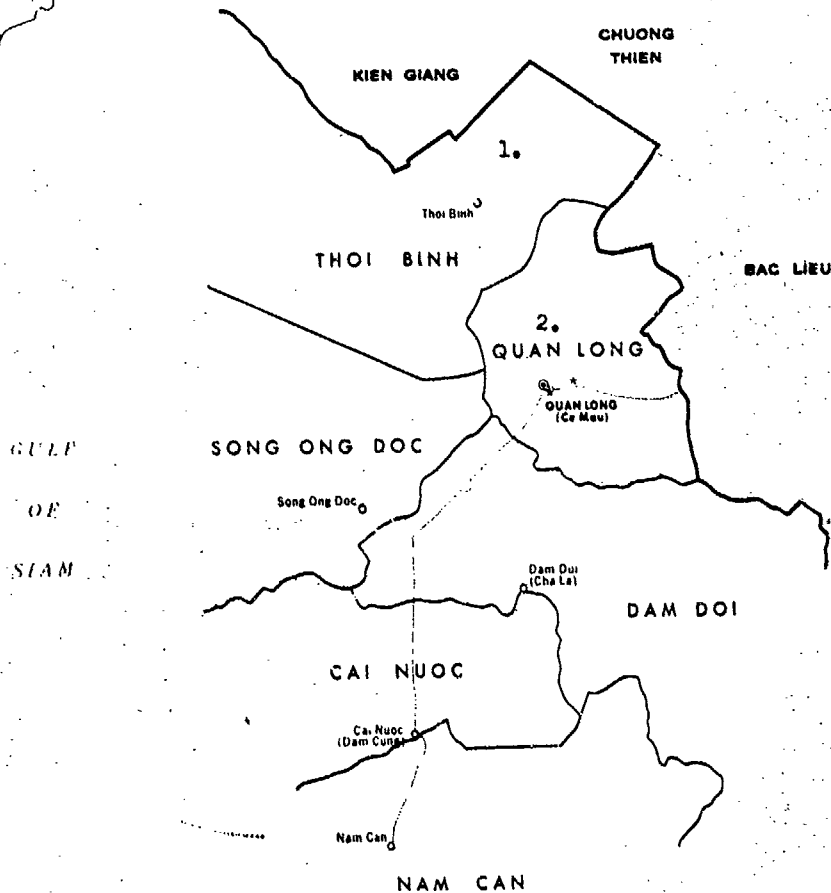 CHUONG
THIEN
KIEN GIANG
1.
Thoi Binh
THOI BINH
BAC LIEU
2.
QUAN LONG
QUAN LONG
(Ca Mau)
GULF
OF
SIAM
SONG ONG DOC
Song Ong Doc
Dam Dui
(Cha La)
DAM DOI
CAI NUOC
Cai Nuoc
(Dam Cung)
Nam Can
NAM CAN